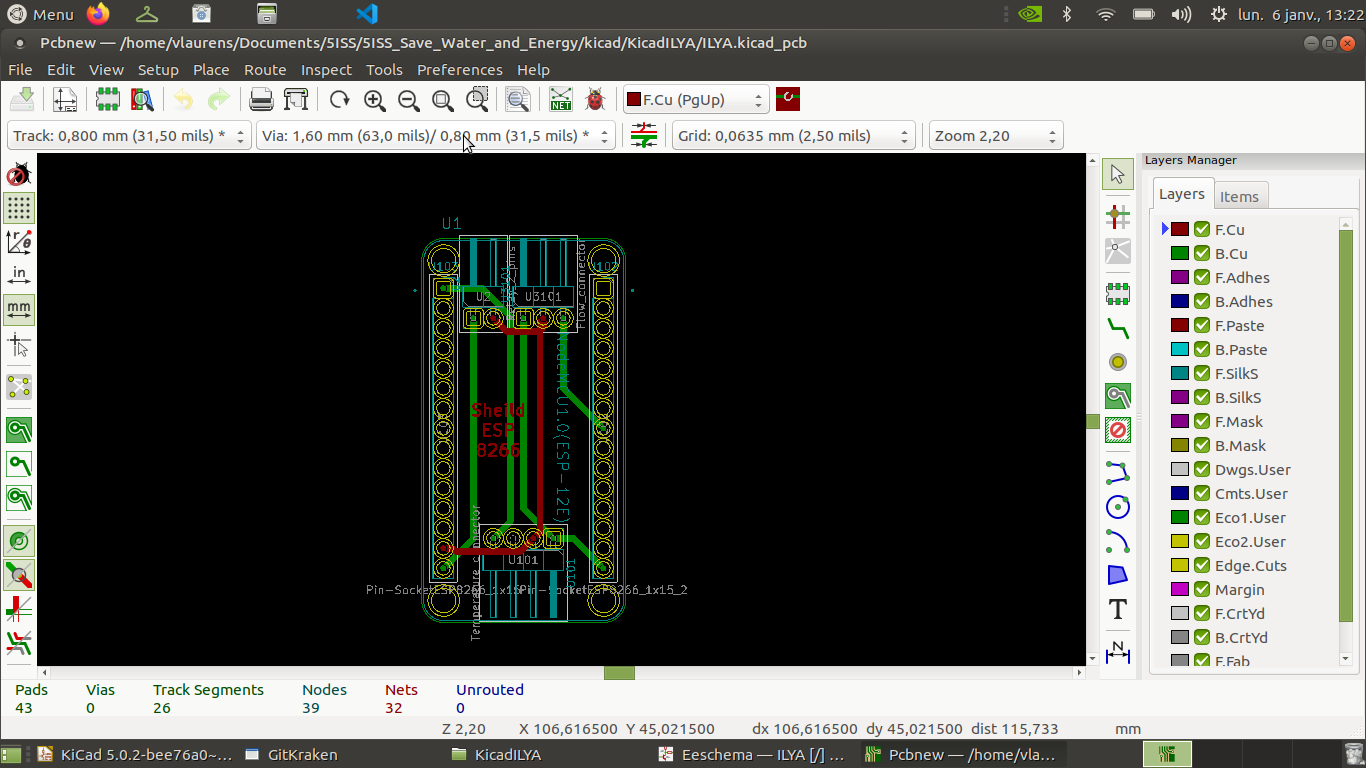 Menu
lun. 6 janv., 13:22
Pcbnew — /home/vlaurens/Documents/5ISS/5ISS_Save_Water_and_Energy/kicad/KicadILYA/ILYA.kicad_pcb
File Edit View Setup Place Route Inspect Tools Preferences Help
NET
F.Cu (PgUp)
Track: 0,800 mm (31,50 mils) *
Via: 1,60 mm (63,0 mils)/ 0,80 mm (31,5 mils) *
Grid: 0,0635 mm (2,50 mils)
Zoom 2,20
in
mm
U1
U3101
Flow_connector
Sheild
ESP
8266
U1.0(ESP-12E)
U101
Pin-SocketESP8266_1x15_2
Layers Manager
Layers
Items
F.Cu
B.Cu
F.Adhes
B.Adhes
F.Paste
B.Paste
F.SilkS
B.SilkS
F.Mask
B.Mask
Dwgs.User
Cmts.User
Eco1.User
Eco2.User
Edge.Cuts
Margin
F.CrtYd
B.CrtYd
F.Fab
T
N
Pads Vias Track Segments Nodes Nets Unrouted
43 0 26 39 32 0
Z 2,20 X 106,616500 Y 45,021500 dx 106,616500 dy 45,021500 dist 115,733 mm
KiCad 5.0.2-bee76a0~...
GitKraken
KicadILYA
Eeschema — ILYA [/] ...
Pcbnew — /home/vla...